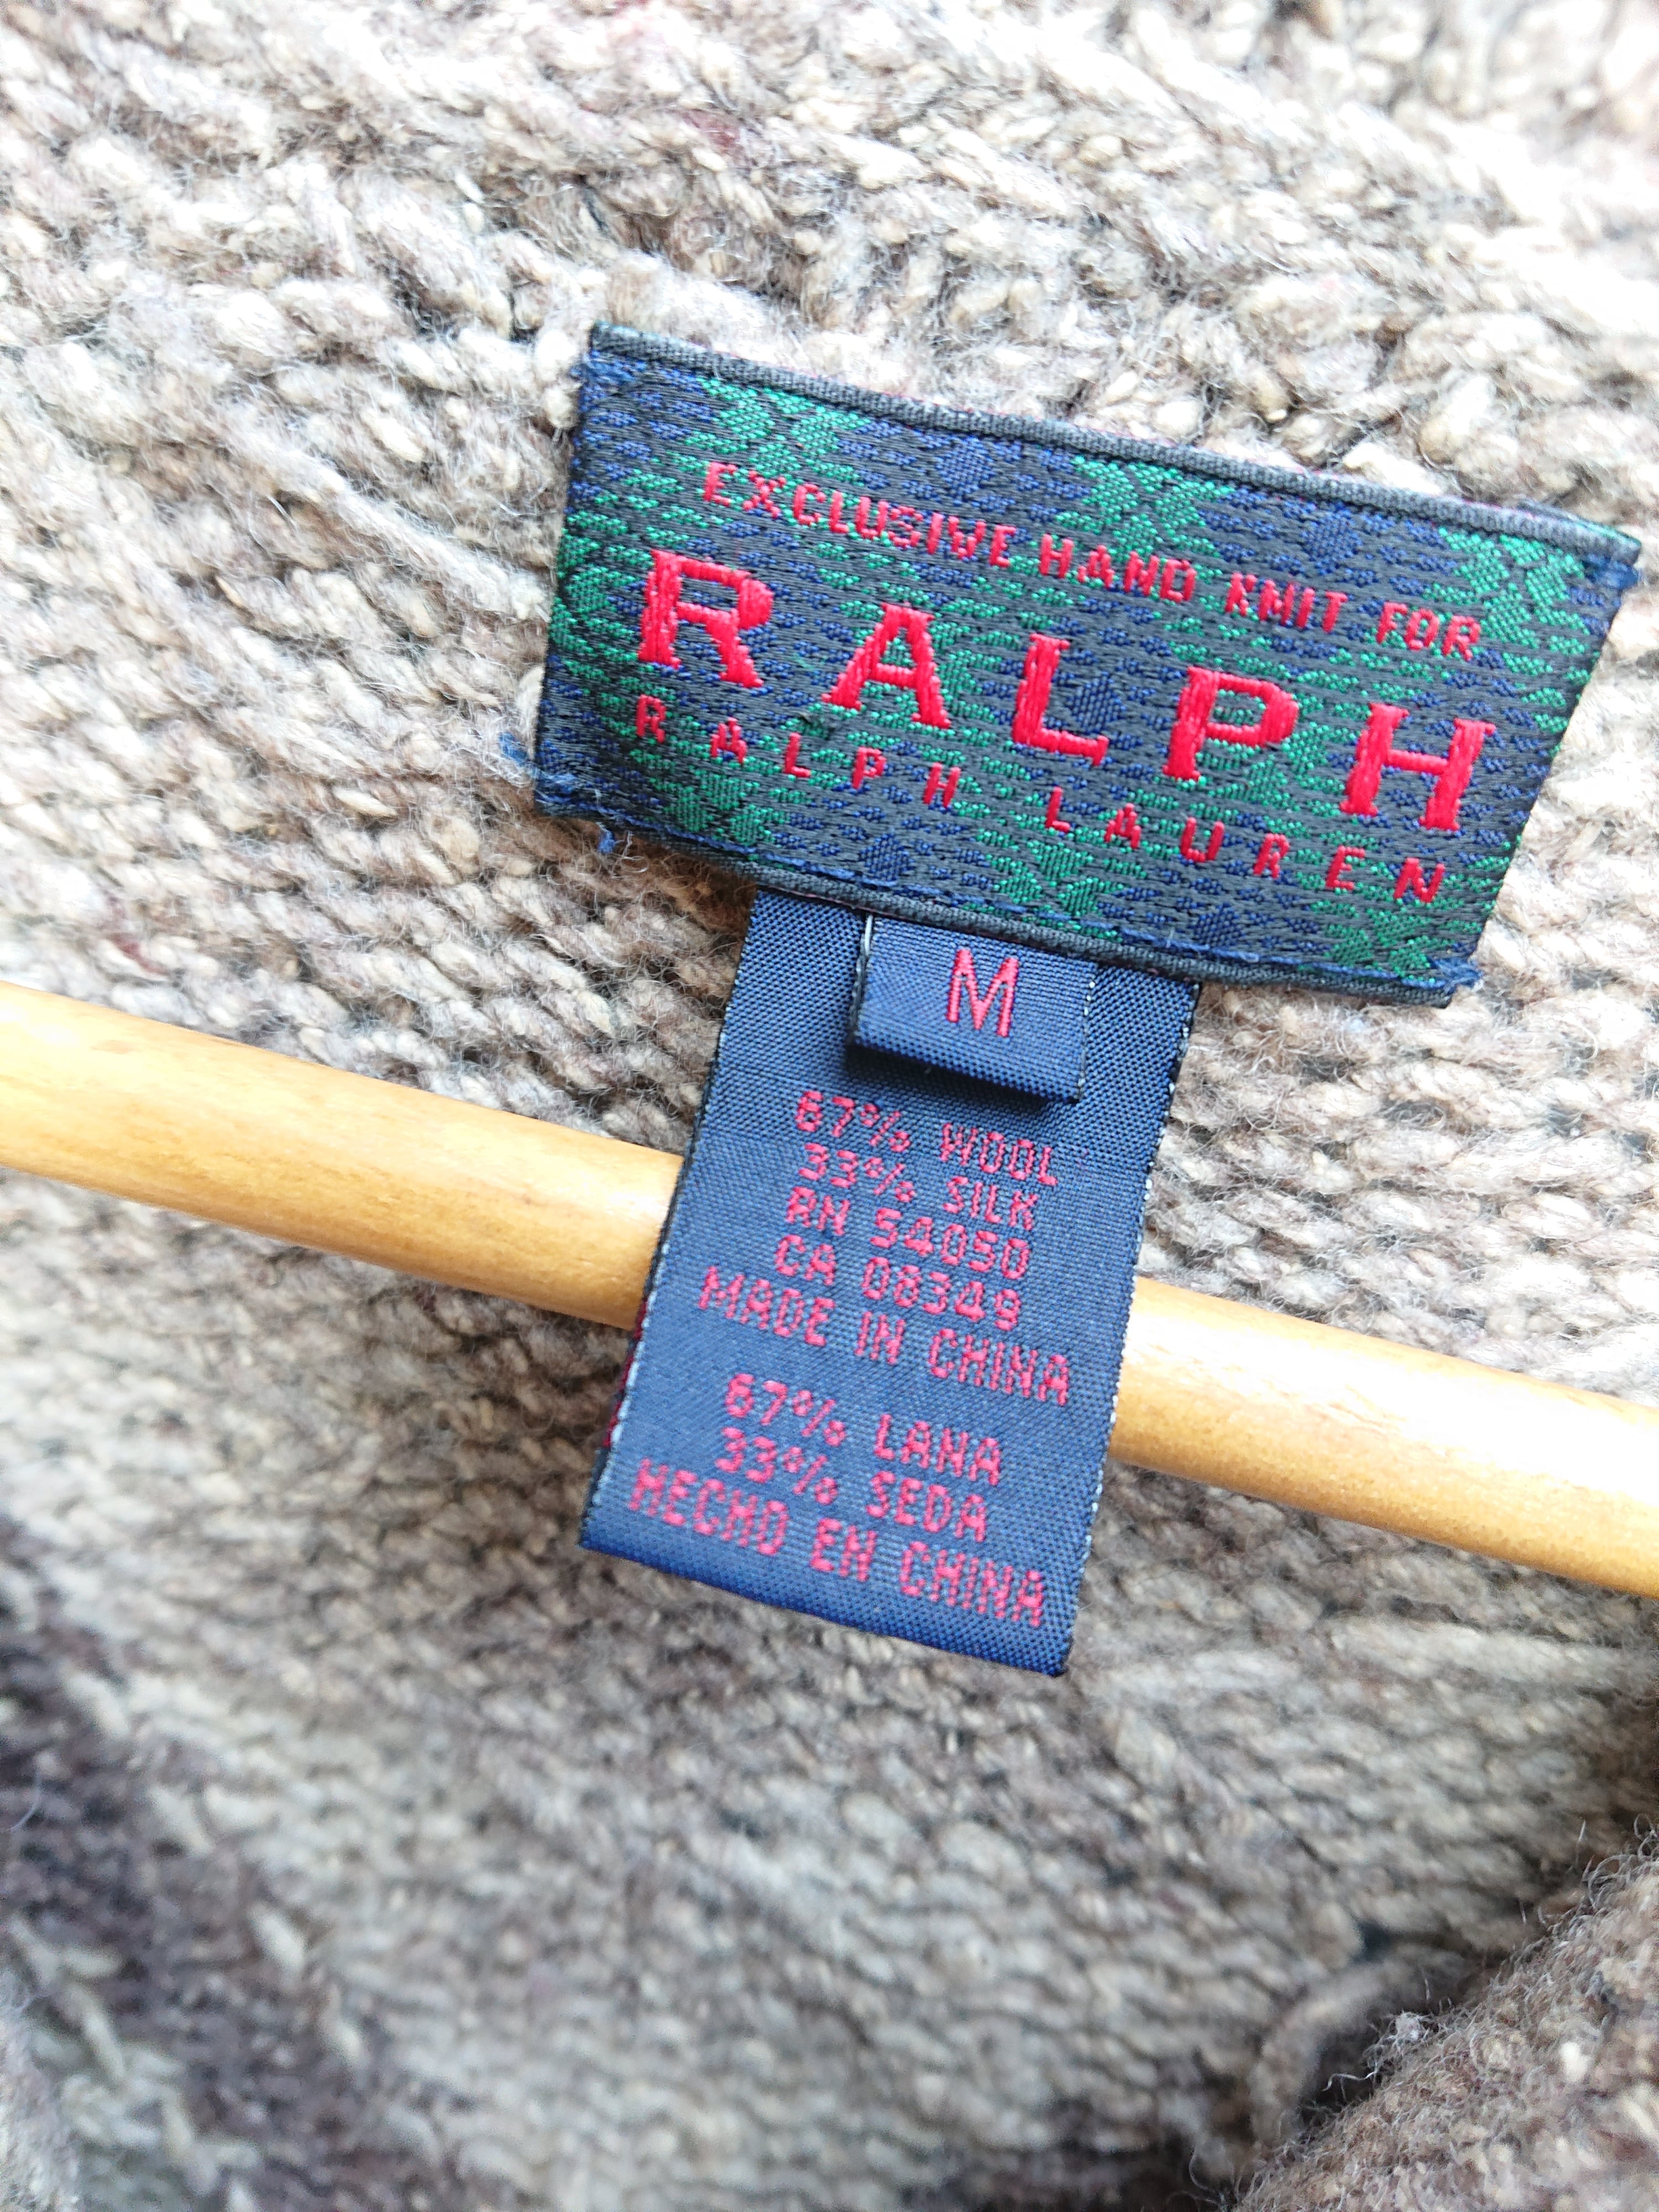 EXCLUSIVE HAND KNIT FOR
RALPH
RALPH LAUREN
M
67% WOOL
33% SILK
RN 54050
CA 08349
MADE IN CHINA
67% LANA
33% SEDA
HECHO EN CHINA